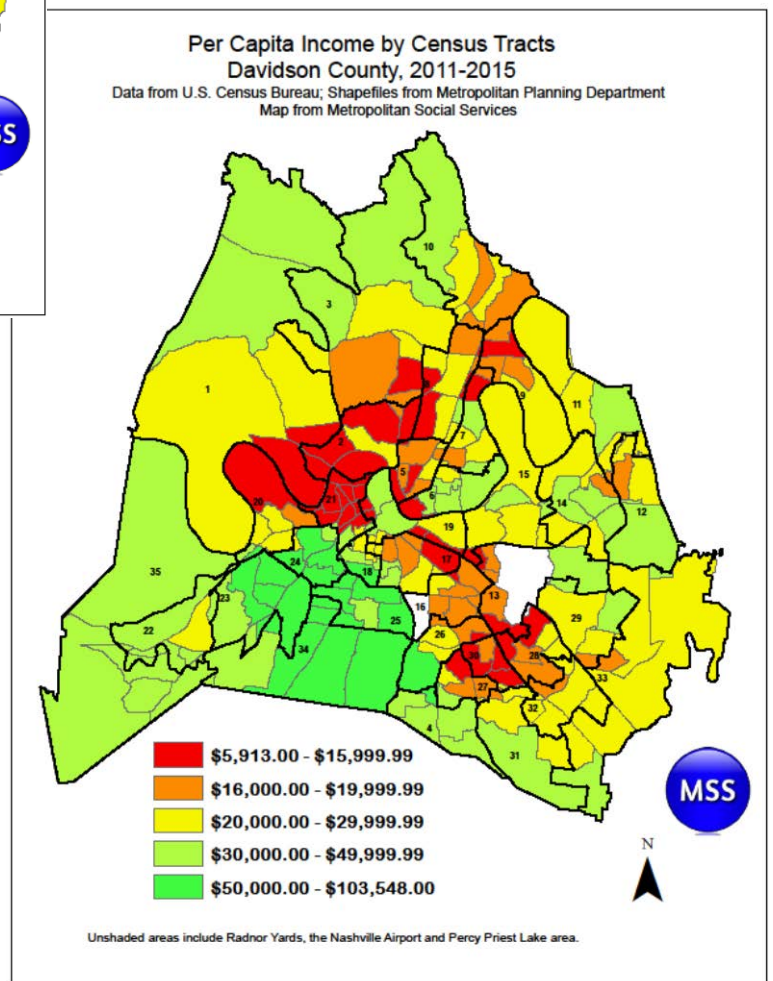 Per Capita Income by Census Tracts
Davidson County, 2011-2015
Data from U.S. Census Bureau; Shapefiles from Metropolitan Planning Department
Map from Metropolitan Social Services
10
3
1
9
11
2
7
5
15
20
21
6
14
12
19
17
24
35
18
13
23
16
25
29
22
26
34
28
33
27
32
4
31
$5,913.00 - $15,999.99
$16,000.00 - $19,999.99
$20,000.00 - $29,999.99
$30,000.00 - $49,999.99
$50,000.00 - $103,548.00
MSS
N
Unshaded areas include Radnor Yards, the Nashville Airport and Percy Priest Lake area.